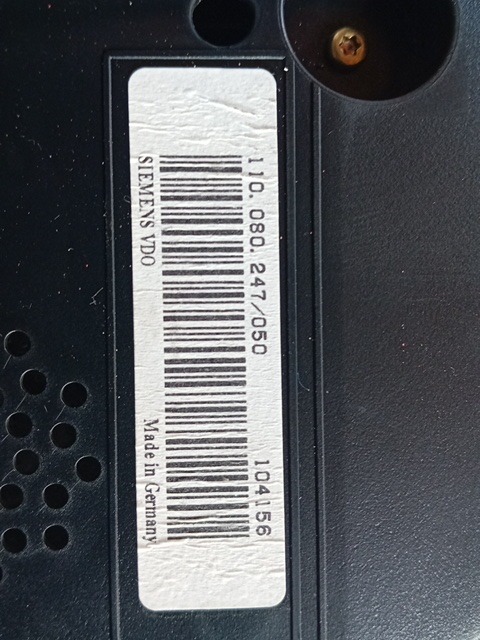 110.080.247/050 104156
SIEMENS VDO Made in Germany